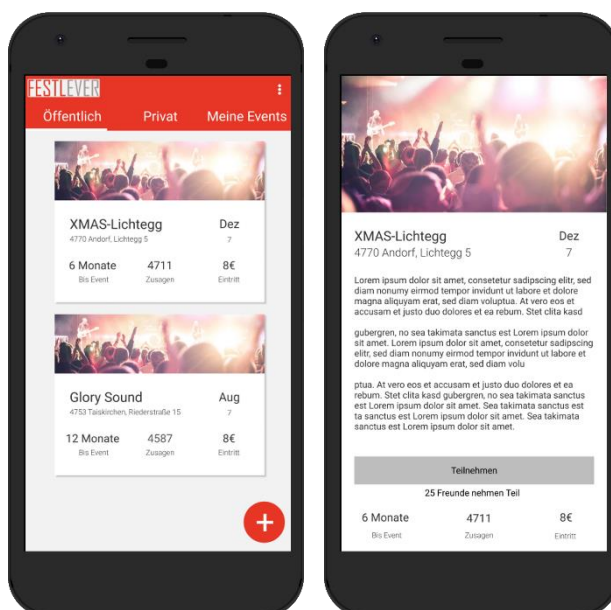 FESTLEVER
Öffentlich Privat Meine Events
XMAS-Lichtegg Dez
4770 Andorf, Lichtegg 5 7
6 Monate 4711 8€
Bis Event Zusagen Eintritt
Glory Sound Aug
4753 Taiskirchen, Riederstraße 15 7
12 Monate 4587 8€
Bis Event Zusagen Eintritt
XMAS-Lichtegg Dez
4770 Andorf, Lichtegg 5 7
Lorem ipsum dolor sit amet, consetetur sadipscing elitr, sed
diam nonumy eirmod tempor invidunt ut labore et dolore
magna aliquyam erat, sed diam voluptua. At vero eos et
accusam et justo duo dolores et ea rebum. Stet clita kasd
gubergren, no sea takimata sanctus est Lorem ipsum dolor
sit amet. Lorem ipsum dolor sit amet, consetetur sadipscing
elitr, sed diam nonumy eirmod tempor invidunt ut labore et
dolore magna aliquyam erat, sed diam volu
ptua. At vero eos et accusam et justo duo dolores et ea
rebum. Stet clita kasd gubergren, no sea takimata sanctus
est Lorem ipsum dolor sit amet. Sea takimata sanctus est
ta sanctus est Lorem ipsum dolor sit amet. Sea takimata
sanctus est Lorem ipsum dolor sit amet.
Teilnehmen
25 Freunde nehmen Teil
6 Monate 4711 8€
Bis Event Zusagen Eintritt